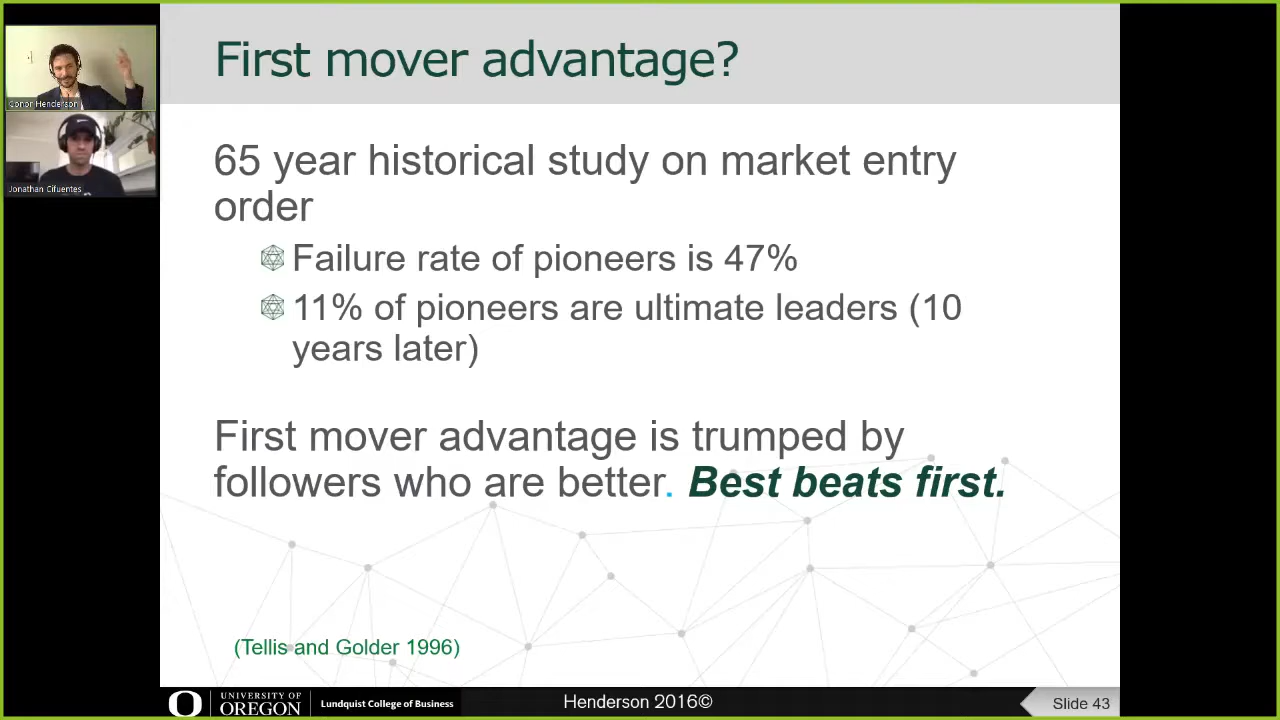 First mover advantage?
Conor Henderson
Jonathan Cifuentes
65 year historical study on market entry
order
Failure rate of pioneers is 47%
11% of pioneers are ultimate leaders (10
years later)
First mover advantage is trumped by
followers who are better. Best beats first.
(Tellis and Golder 1996)
UNIVERSITY OF
OREGON
Lundquist College of Business
Henderson 2016©
Slide 43